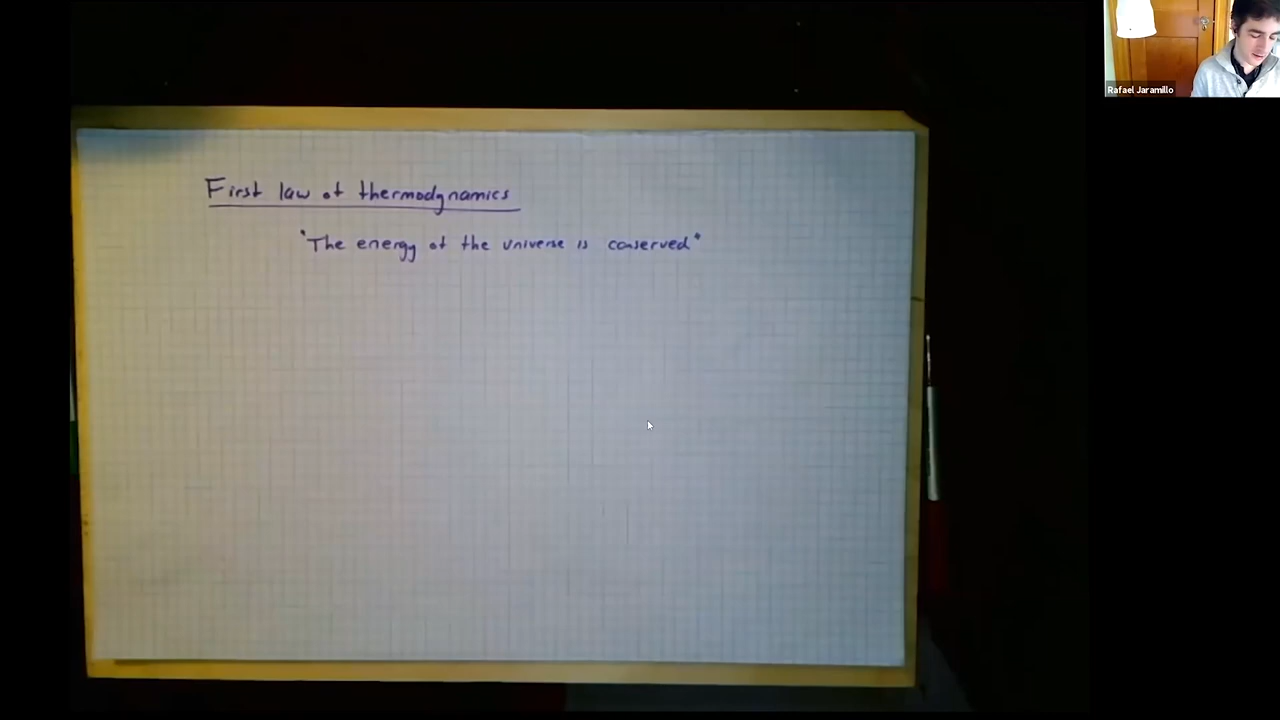 Rafael Jaramillo
First law of thermodynamics
"The energy of the universe is conserved"